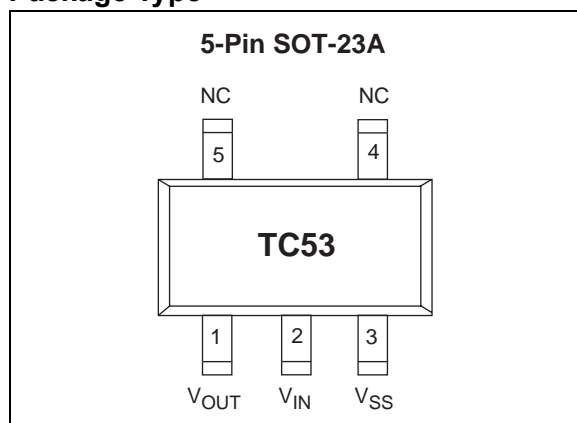 Package Type
5-Pin SOT-23A
NC NC
5 4
TC53
1 2 3
VOUT VIN VSS